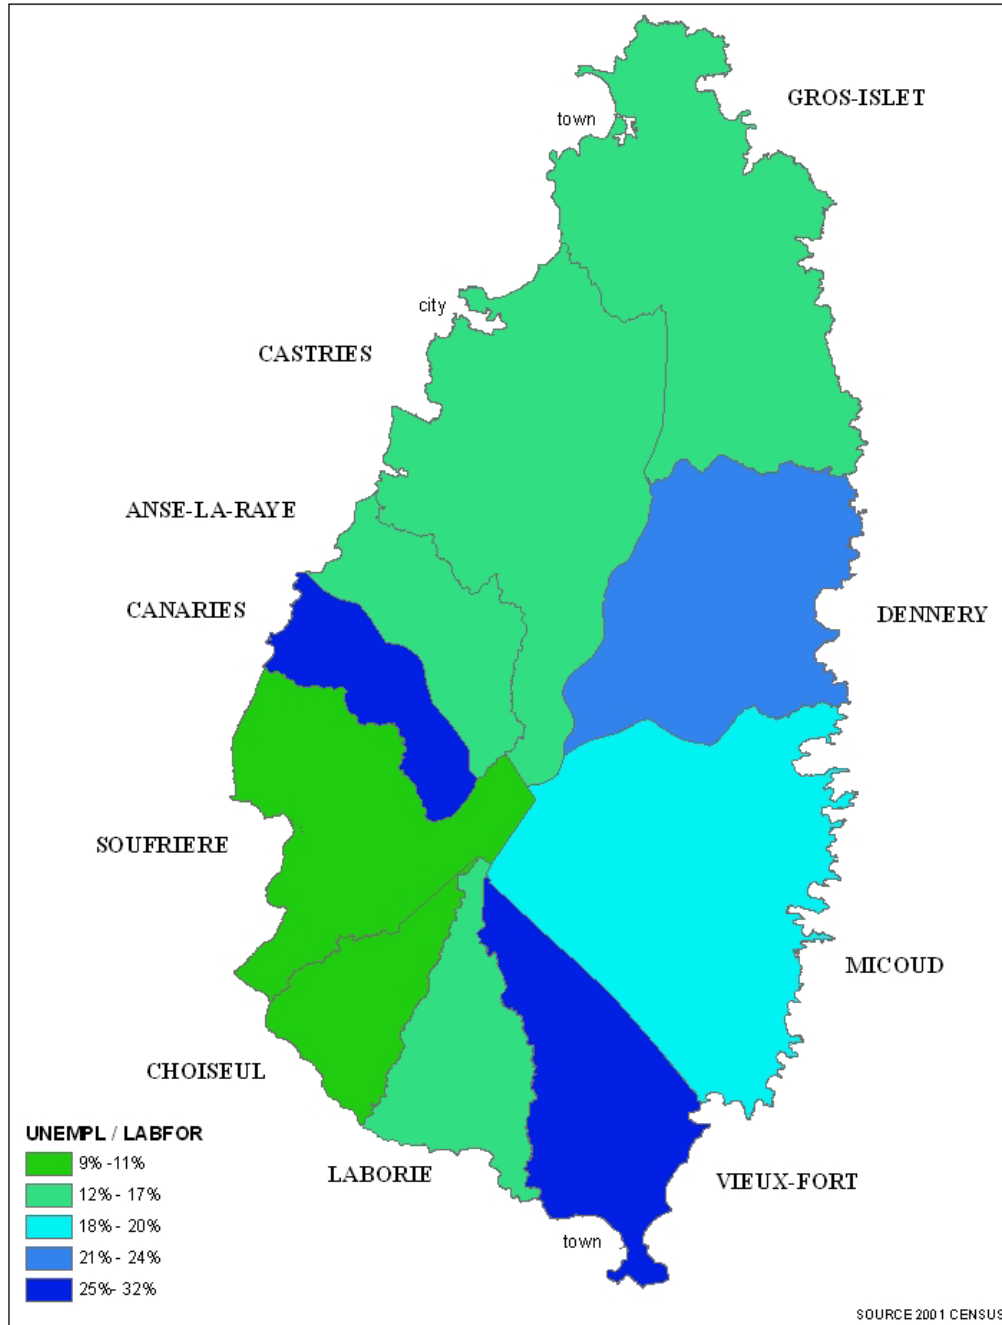 GROS-ISLET
town
city
CASTRIES
ANSE-LA-RAYE
CANARIES
DENNERY
SOUFRIERE
MICOUD
CHOISEUL
UNEMPL / LABFOR
9% -11%
12% - 17%
18% - 20%
21% - 24%
25% - 32%
LABORIE
VIEUX-FORT
town
SOURCE 2001 CENSUS